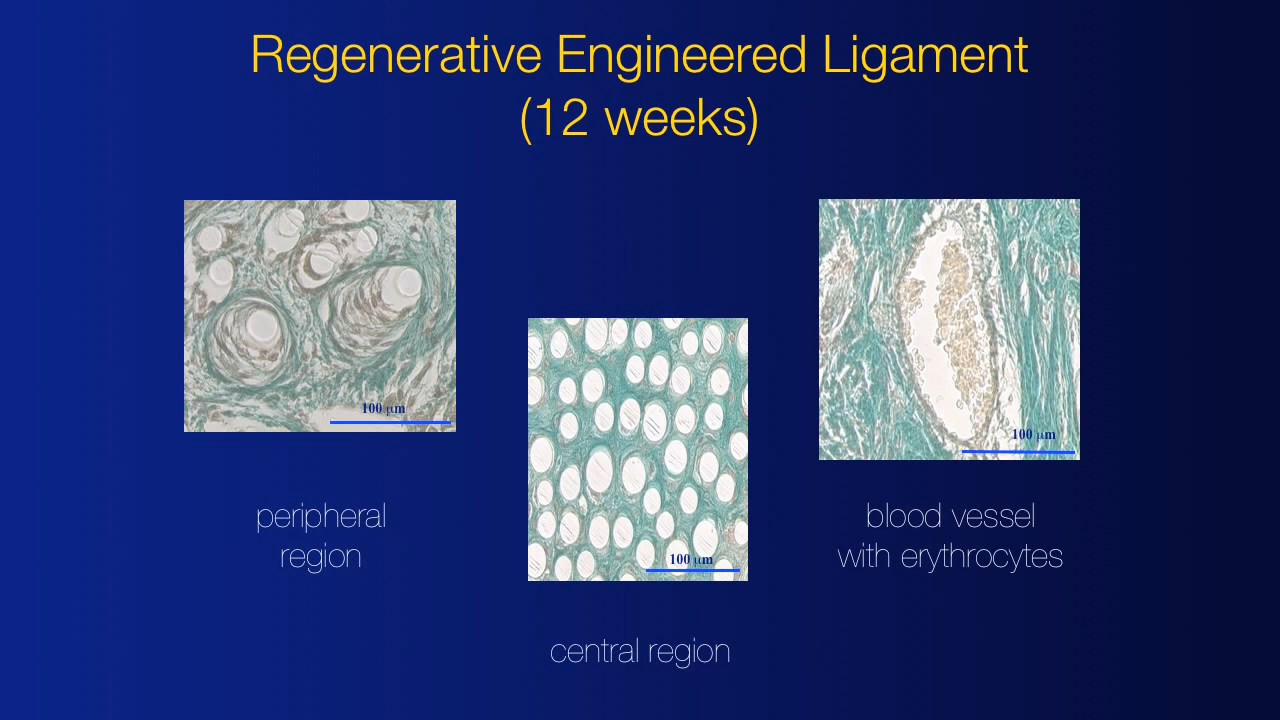 Regenerative Engineered Ligament
(12 weeks)
100 μm
100 μm
100 μm
peripheral
region
blood vessel
with erythrocytes
central region